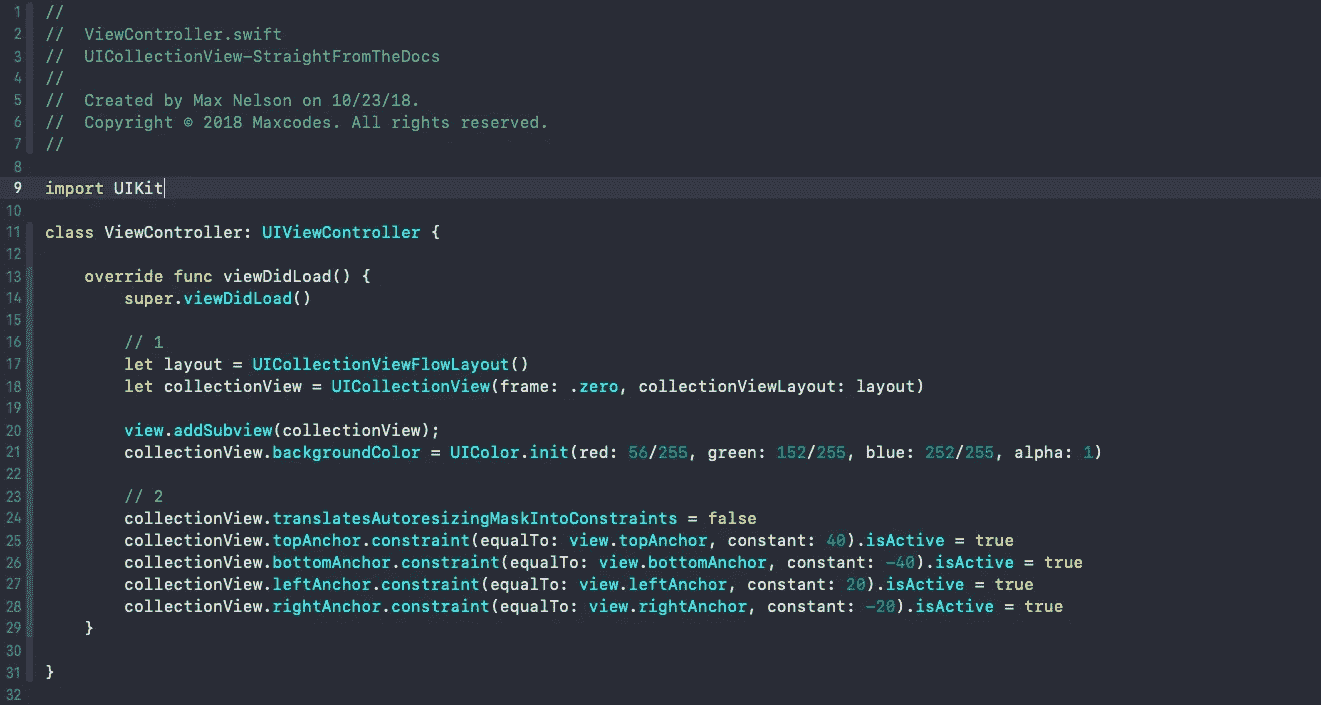 1 //
2 //  ViewController.swift
3 //  UICollectionView-StraightFromTheDocs
4 //
5 //  Created by Max Nelson on 10/23/18.
6 //  Copyright © 2018 Maxcodes. All rights reserved.
7 //
8
9 import UIKit
10
11 class ViewController: UIViewController {
12
13     override func viewDidLoad() {
14         super.viewDidLoad()
15
16         // 1
17         let layout = UICollectionViewFlowLayout()
18         let collectionView = UICollectionView(frame: .zero, collectionViewLayout: layout)
19
20         view.addSubview(collectionView);
21         collectionView.backgroundColor = UIColor.init(red: 56/255, green: 152/255, blue: 252/255, alpha: 1)
22
23         // 2
24         collectionView.translatesAutoresizingMaskIntoConstraints = false
25         collectionView.topAnchor.constraint(equalTo: view.topAnchor, constant: 40).isActive = true
26         collectionView.bottomAnchor.constraint(equalTo: view.bottomAnchor, constant: -40).isActive = true
27         collectionView.leftAnchor.constraint(equalTo: view.leftAnchor, constant: 20).isActive = true
28         collectionView.rightAnchor.constraint(equalTo: view.rightAnchor, constant: -20).isActive = true
29     }
30
31 }
32